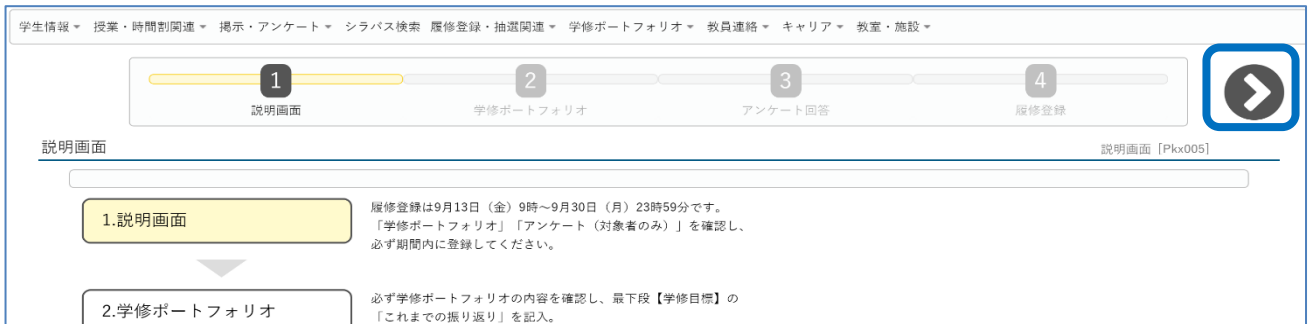 学生情報 授業・時間割関連 掲示・アンケート シラバス検索 履修登録・抽選関連 学修ポートフォリオ 教員連絡 キャリア 教室・施設
1 2 3 4
説明画面 学修ポートフォリオ アンケート回答 履修登録
説明画面 説明画面 [Pkx005]
1.説明画面
履修登録は9月13日（金）9時～9月30日（月）23時59分です。
「学修ポートフォリオ」「アンケート（対象者のみ）」を確認し、
必ず期間内に登録してください。
2.学修ポートフォリオ
必ず学修ポートフォリオの内容を確認し、最下段【学修目標】の
「これまでの振り返り」を記入。